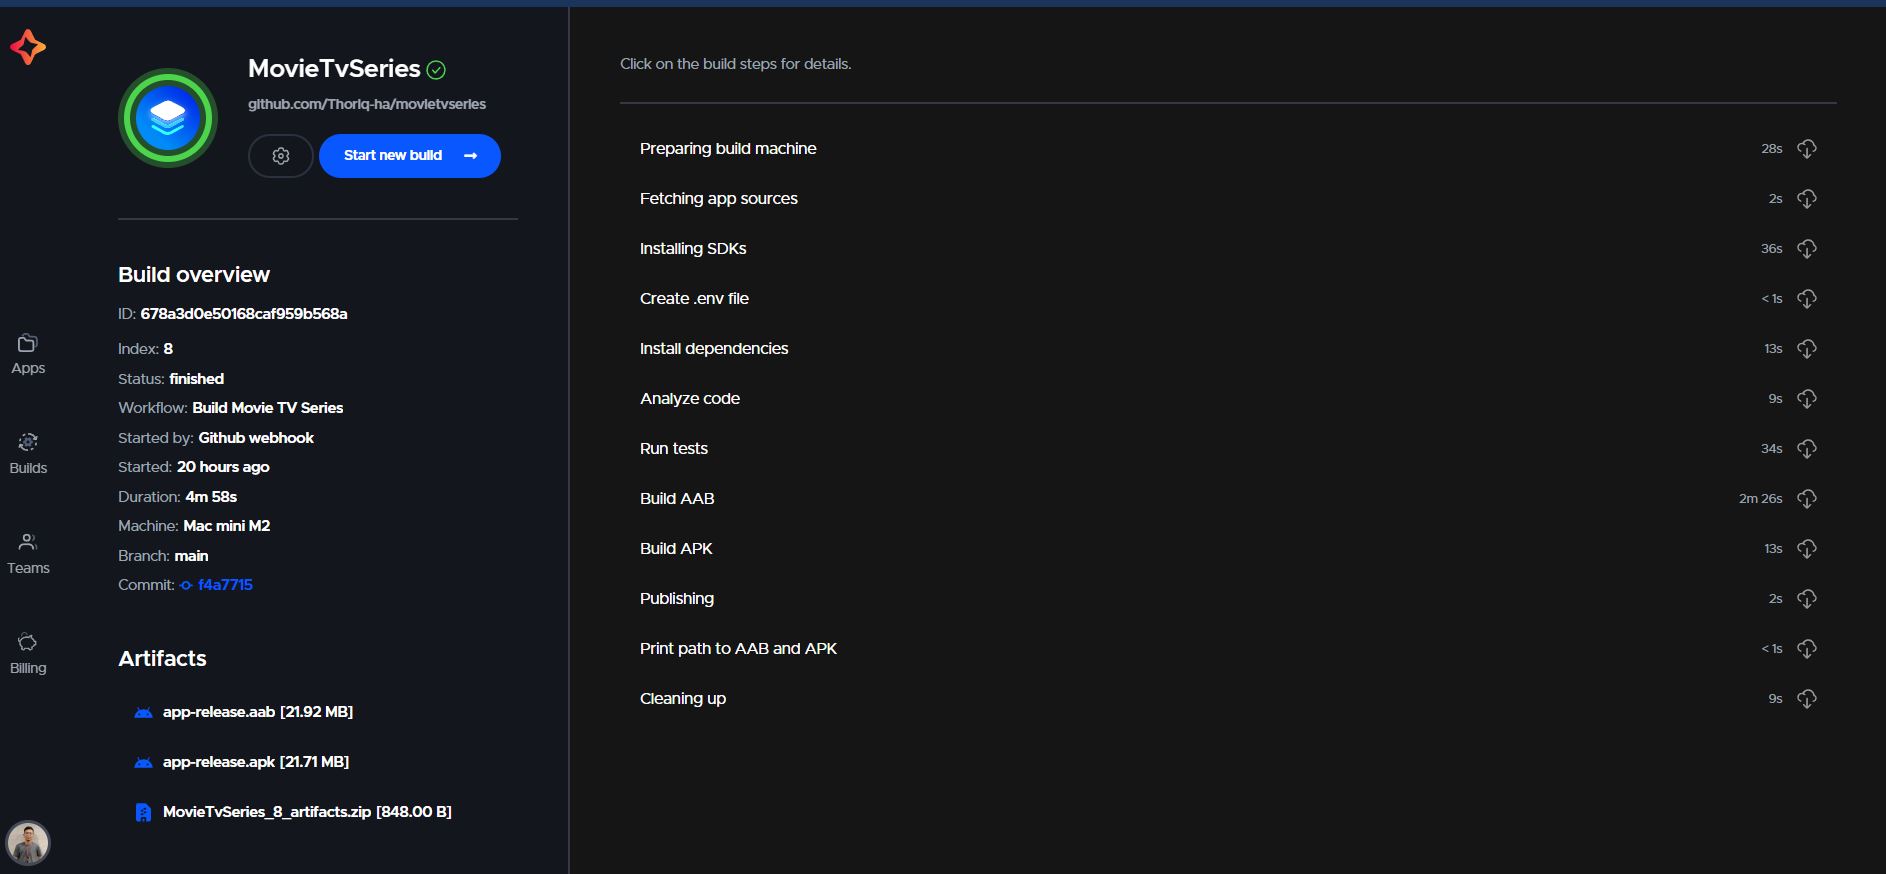 MovieTvSeries
github.com/Thoriq-ha/movietvseries
Start new build
Build overview
ID: 678a3d0e50168caf959b568a
Index: 8
Status: finished
Workflow: Build Movie TV Series
Started by: Github webhook
Started: 20 hours ago
Duration: 4m 58s
Machine: Mac mini M2
Branch: main
Commit: f4a7715
Artifacts
app-release.aab [21.92 MB]
app-release.apk [21.71 MB]
MovieTvSeries_8_artifacts.zip [848.00 B]
Apps
Builds
Teams
Billing
Click on the build steps for details.
Preparing build machine 28s
Fetching app sources 2s
Installing SDKs 36s
Create .env file < 1s
Install dependencies 13s
Analyze code 9s
Run tests 34s
Build AAB 2m 26s
Build APK 13s
Publishing 2s
Print path to AAB and APK < 1s
Cleaning up 9s